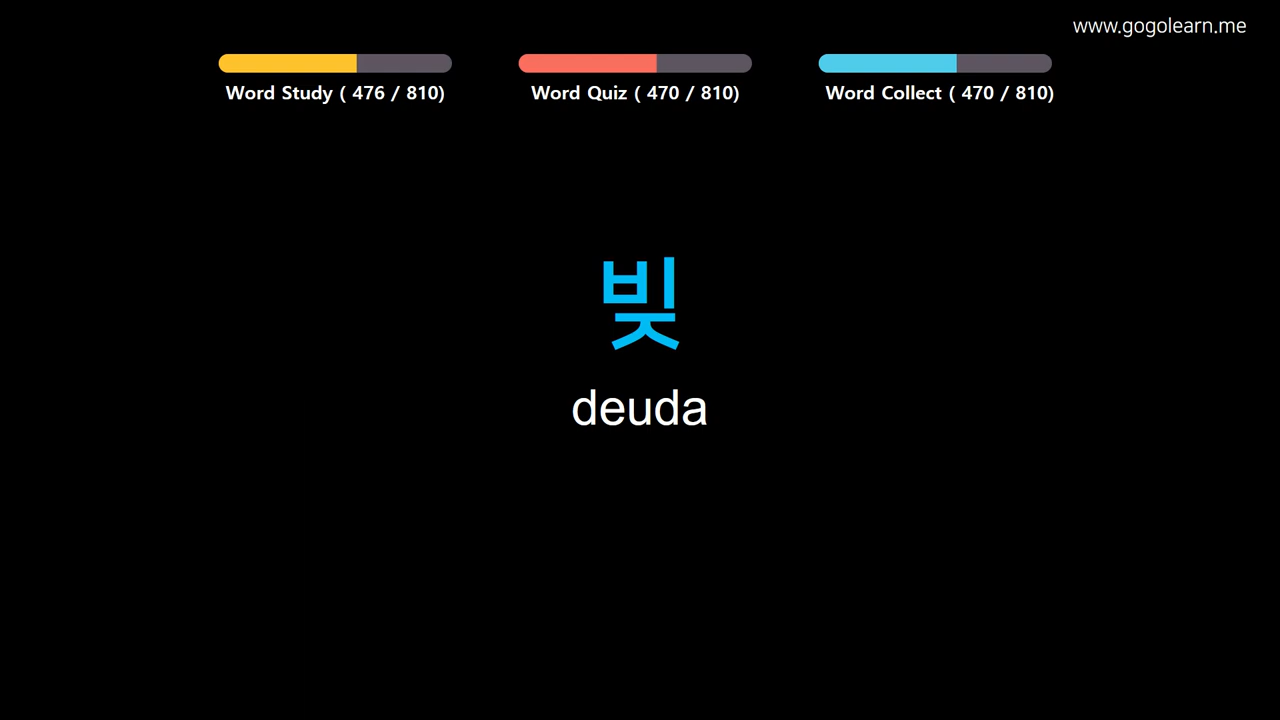 www.gogolearn.me
Word Study ( 476 / 810)
Word Quiz ( 470 / 810)
Word Collect ( 470 / 810)
빚
deuda